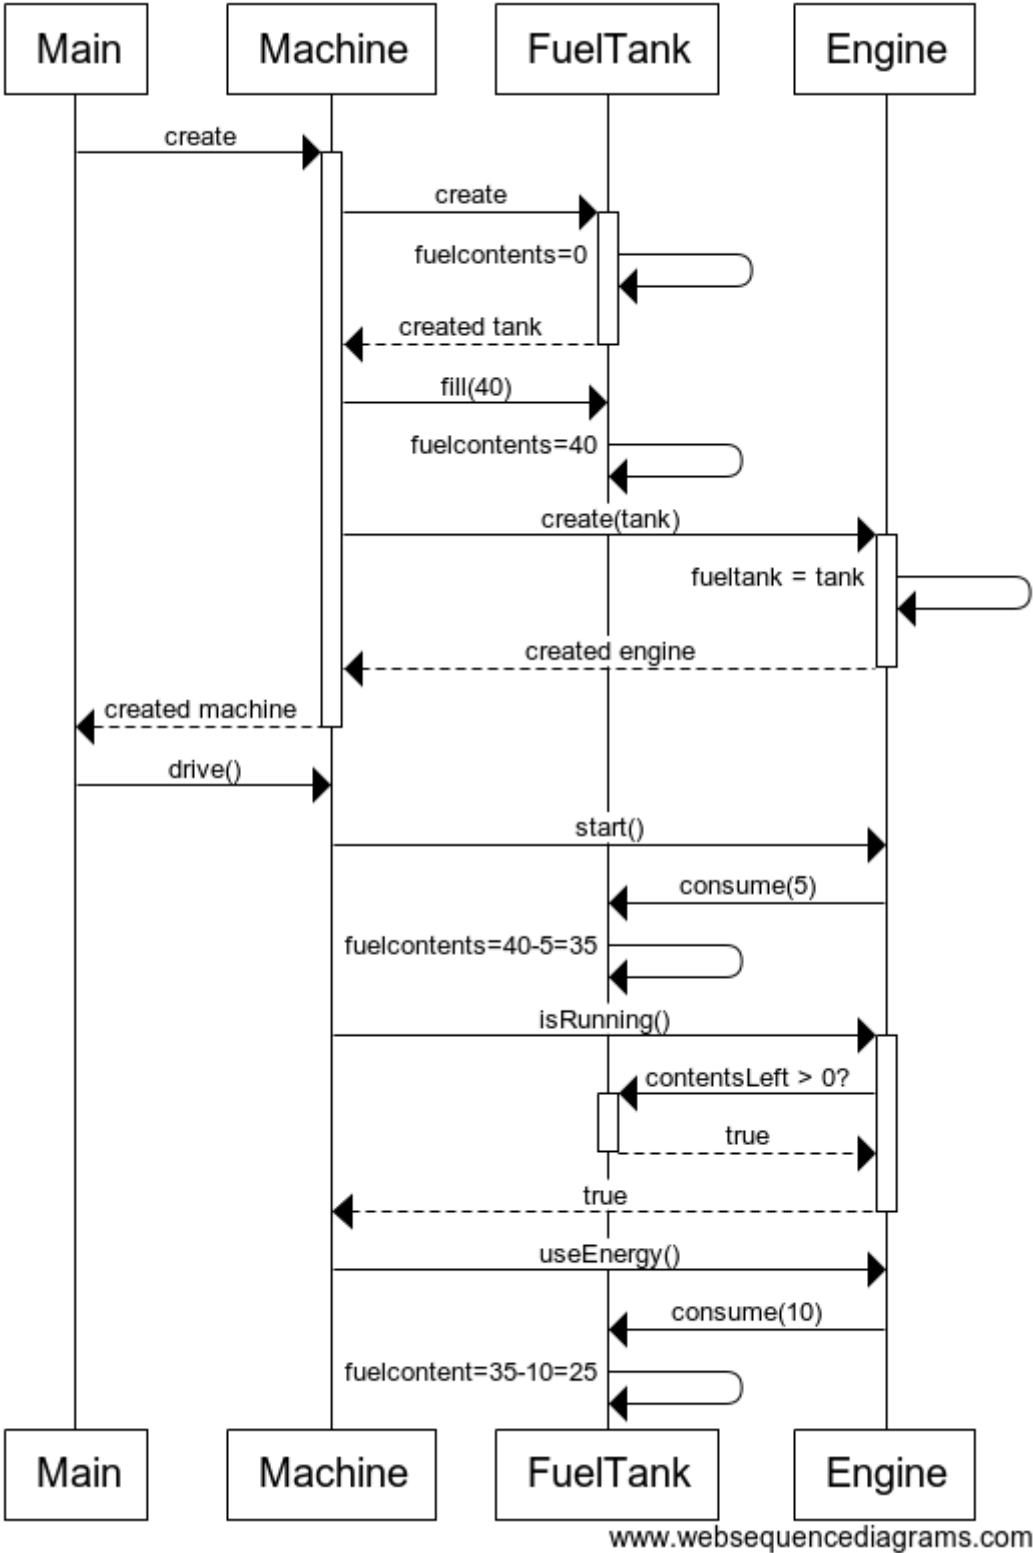 Main
Machine
FuelTank
Engine
create
create
fuelcontents=0
created tank
fill(40)
fuelcontents=40
create(tank)
fueltank = tank
created engine
created machine
drive()
start()
consume(5)
fuelcontents=40-5=35
isRunning()
contentsLeft > 0?
true
true
useEnergy()
consume(10)
fuelcontent=35-10=25
Main
Machine
FuelTank
Engine
www.websequencediagrams.com